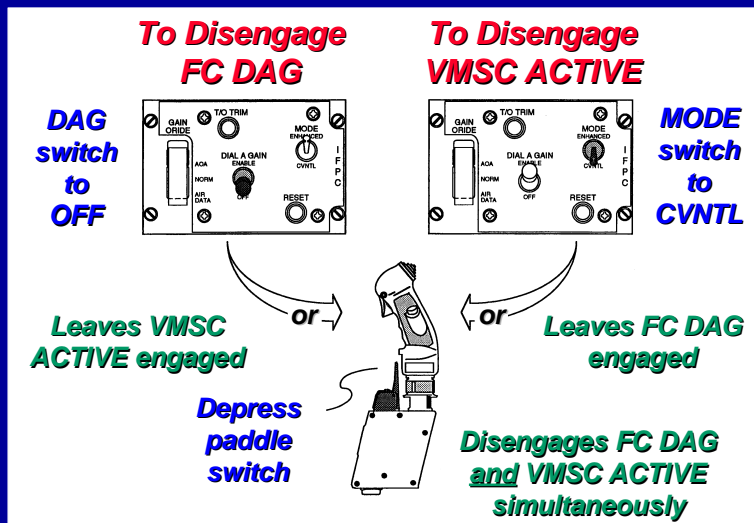 To Disengage
FC DAG
To Disengage
VMSC ACTIVE
DAG
switch
to
OFF
GAIN
ORIDE
T/O TRIM
MODE
ENHANCED
CVNTL
DIAL A GAIN
ENABLE
OFF
AOA
NORM
AIR
DATA
RESET
I
F
P
C
GAIN
ORIDE
T/O TRIM
MODE
ENHANCED
CVNTL
DIAL A GAIN
ENABLE
OFF
AOA
NORM
AIR
DATA
RESET
I
F
P
C
MODE
switch
to
CVNTL
or
or
Leaves VMSC
ACTIVE engaged
Leaves FC DAG
engaged
Depress
paddle
switch
Disengages FC DAG
and VMSC ACTIVE
simultaneously